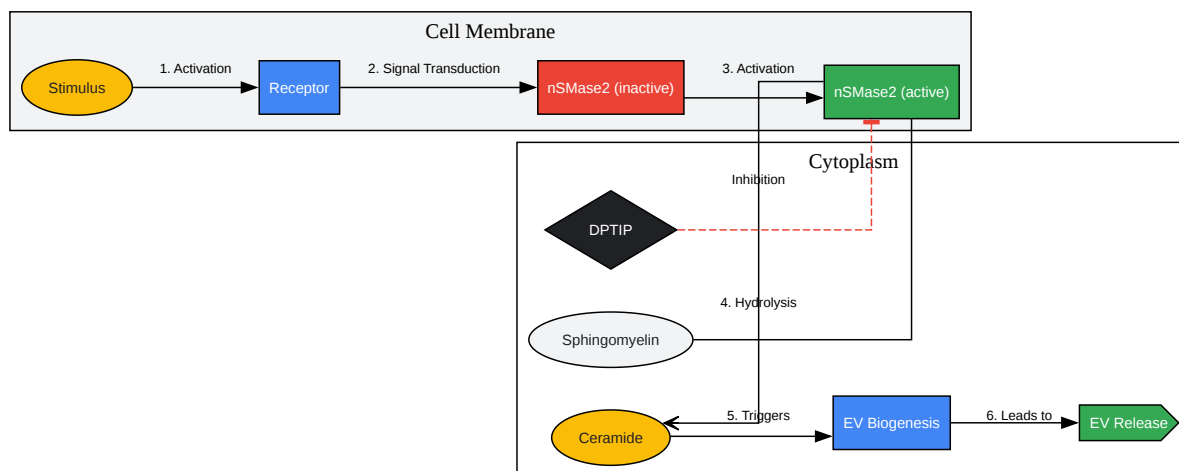 Cell Membrane
1. Activation
2. Signal Transduction
3. Activation
Stimulus
Receptor
nSMase2 (inactive)
nSMase2 (active)
Cytoplasm
Inhibition
DPTIP
4. Hydrolysis
Sphingomyelin
5. Triggers
6. Leads to
Ceramide
EV Biogenesis
EV Release